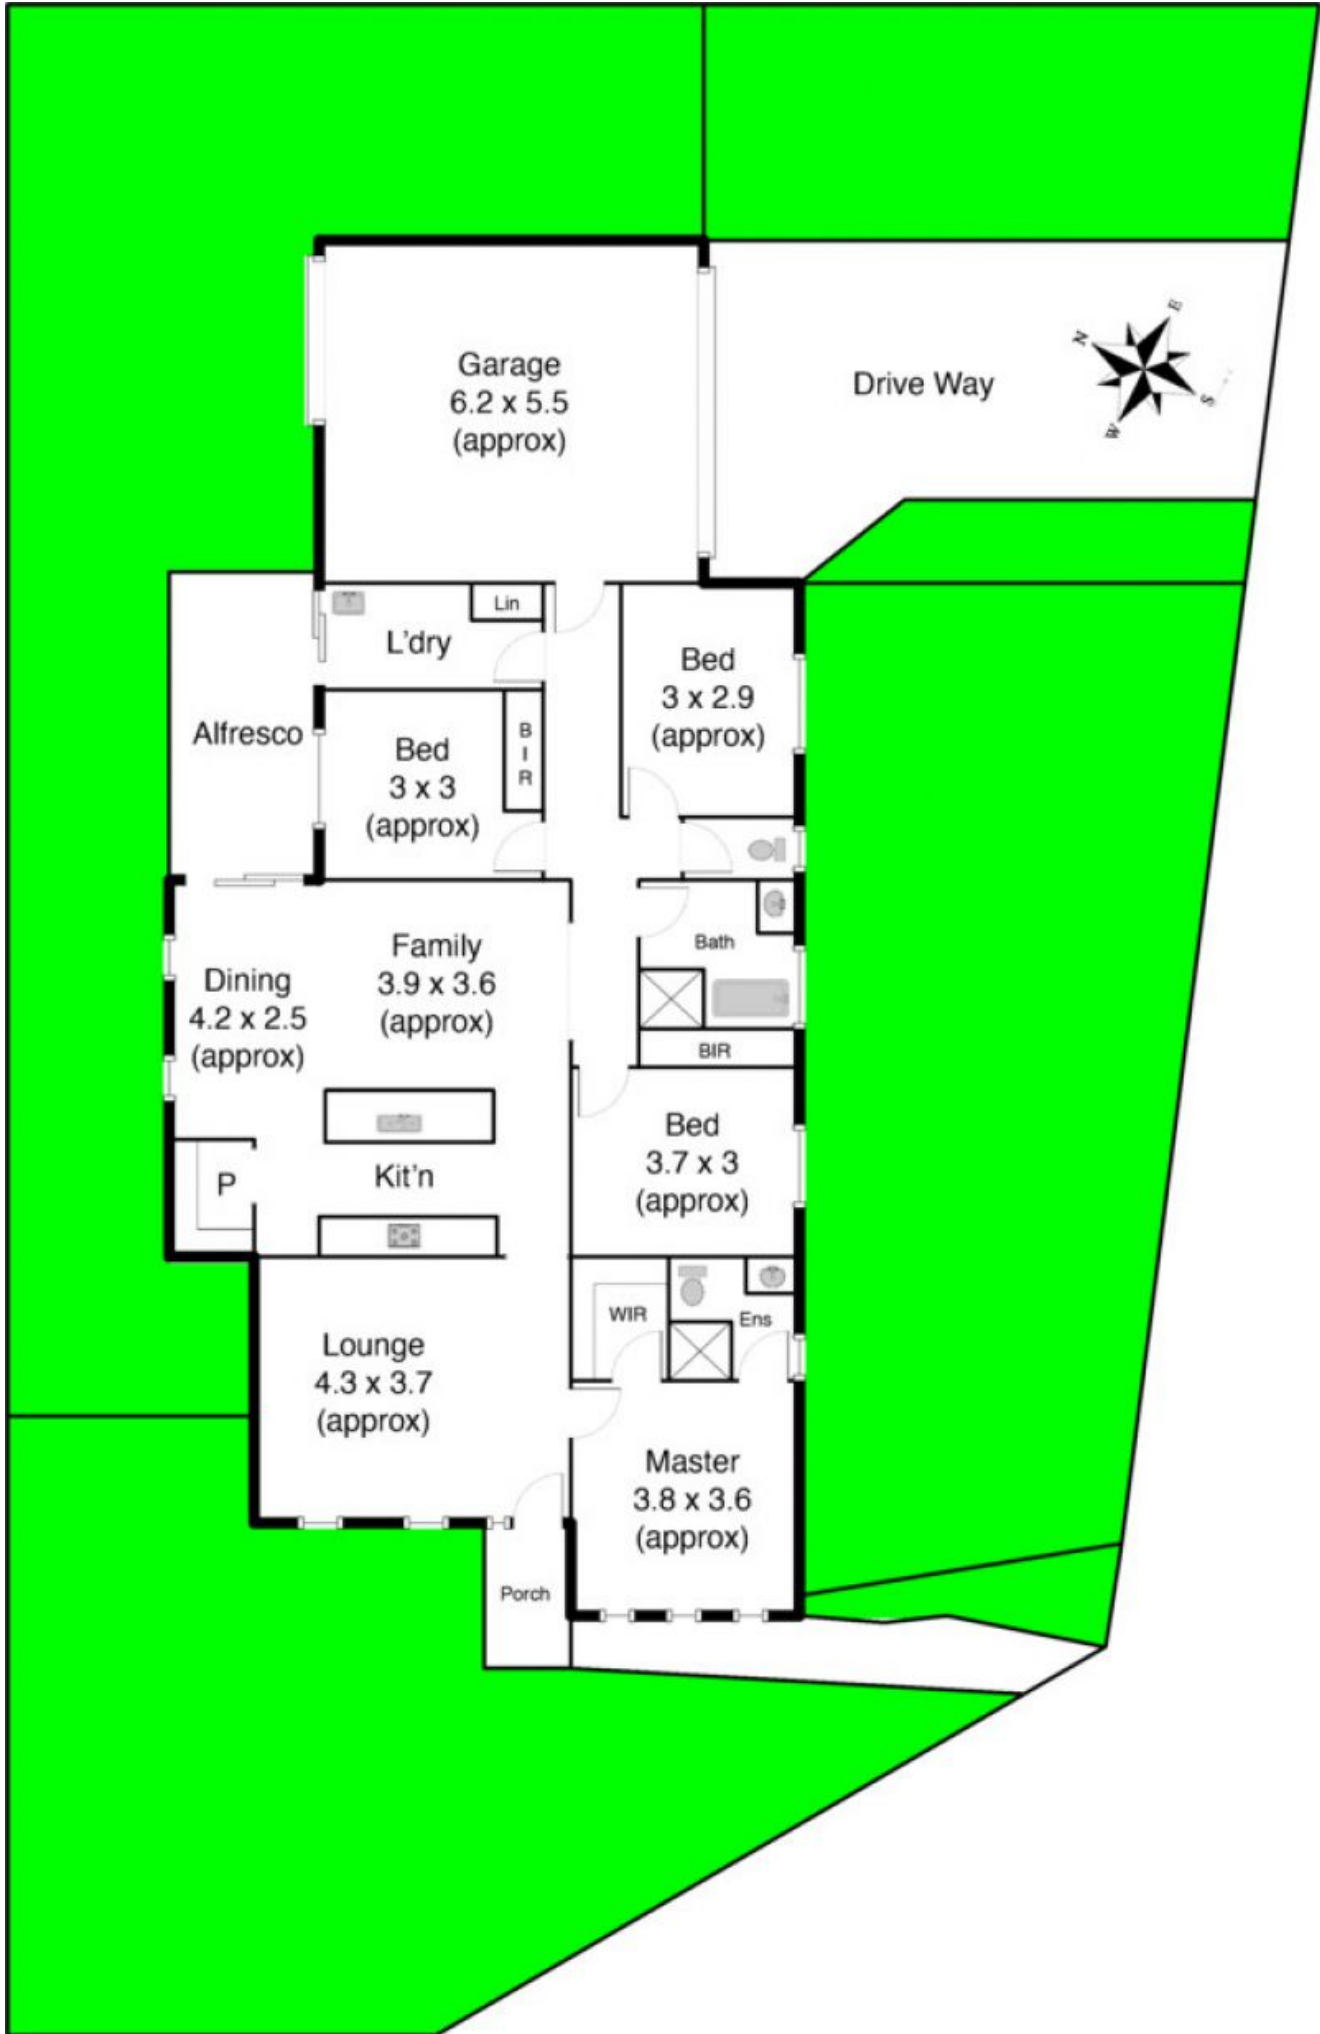 Garage
6.2 x 5.5
(approx)
Drive Way
N
E
S
W
Lin
L'dry
Bed
3 x 2.9
(approx)
Alfresco
Bed
3 x 3
(approx)
B
I
R
Family
3.9 x 3.6
(approx)
Bath
Dining
4.2 x 2.5
(approx)
BIR
Bed
3.7 x 3
(approx)
P
Kit'n
WIR
Ens
Lounge
4.3 x 3.7
(approx)
Master
3.8 x 3.6
(approx)
Porch